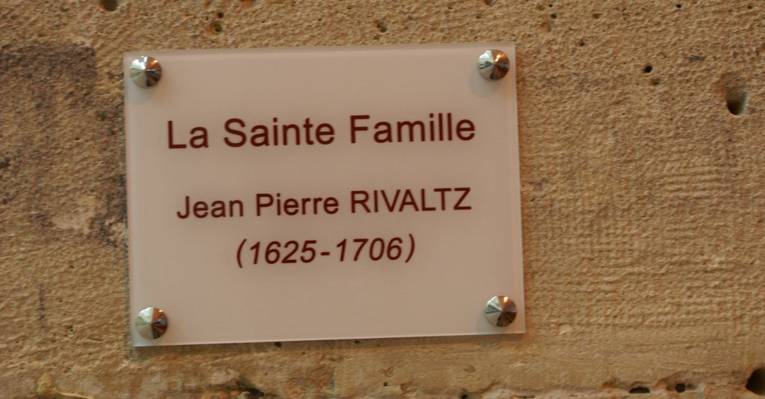 La Sainte Famille
Jean Pierre RIVALTZ
(1625-1706)